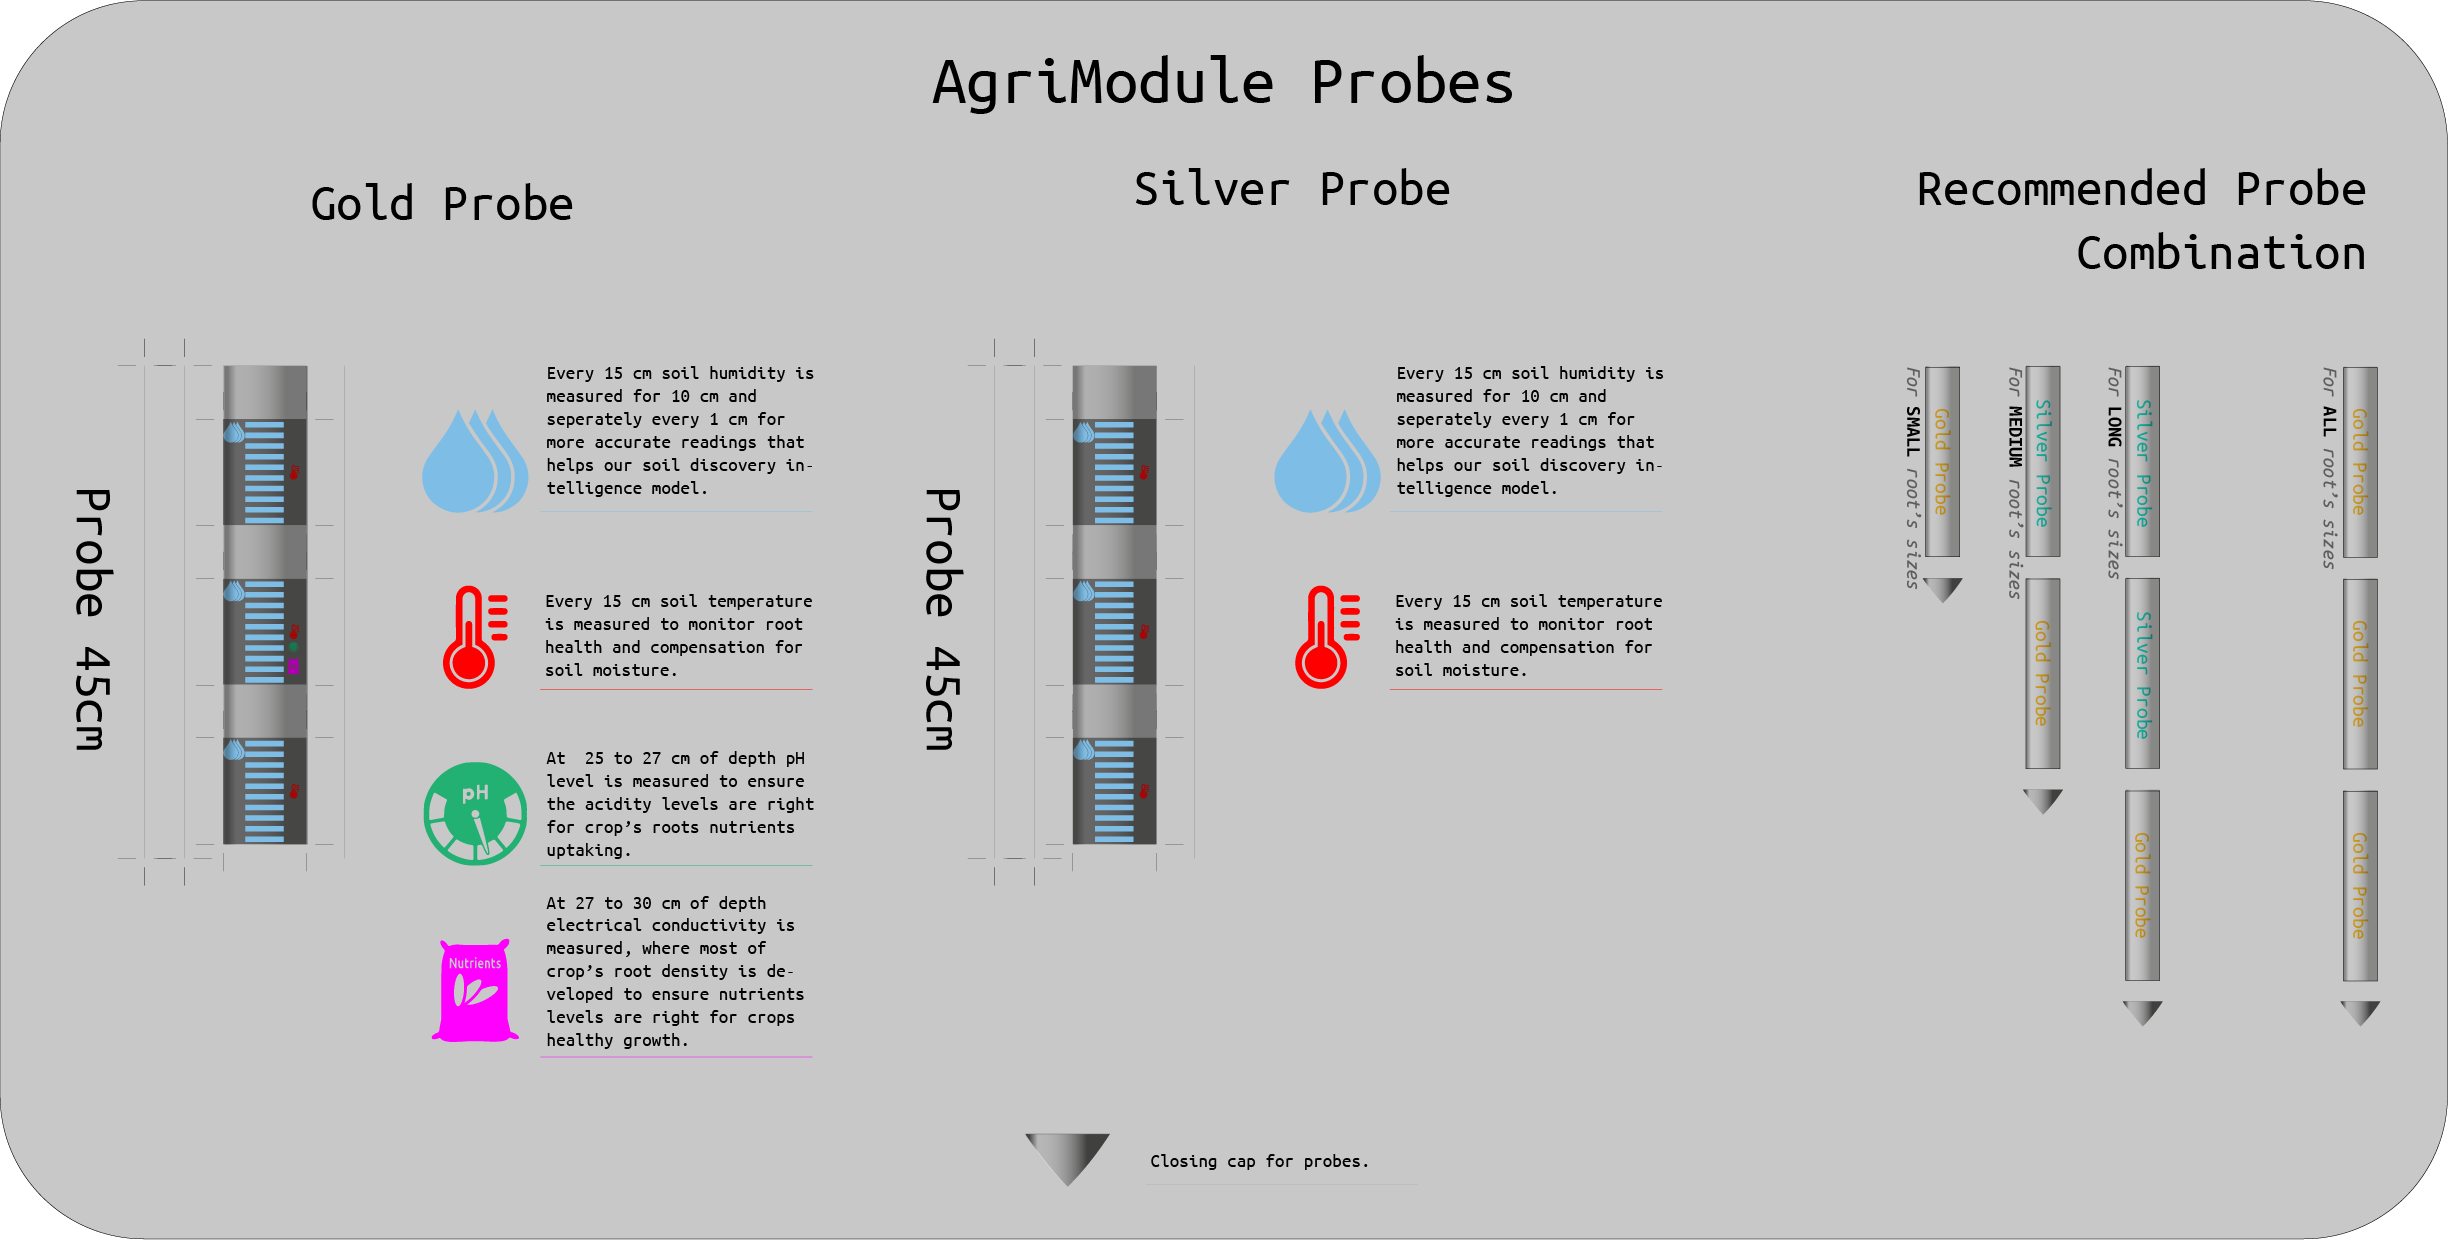 AgriModule Probes
Gold Probe
Probe 45cm
Every 15 cm soil humidity is
measured for 10 cm and
seperately every 1 cm for
more accurate readings that
helps our soil discovery in-
telligence model.
Every 15 cm soil temperature
is measured to monitor root
health and compensation for
soil moisture.
pH
At  25 to 27 cm of depth pH
level is measured to ensure
the acidity levels are right
for crop’s roots nutrients
uptaking.
Nutrients
At 27 to 30 cm of depth
electrical conductivity is
measured, where most of
crop’s root density is de-
veloped to ensure nutrients
levels are right for crops
healthy growth.
Silver Probe
Probe 45cm
Every 15 cm soil humidity is
measured for 10 cm and
seperately every 1 cm for
more accurate readings that
helps our soil discovery in-
telligence model.
Every 15 cm soil temperature
is measured to monitor root
health and compensation for
soil moisture.
Closing cap for probes.
Recommended Probe
Combination
For SMALL root’s sizes
Gold Probe
For MEDIUM root’s sizes
Silver Probe
Gold Probe
For LONG root’s sizes
Silver Probe
Silver Probe
Gold Probe
For ALL root’s sizes
Gold Probe
Gold Probe
Gold Probe